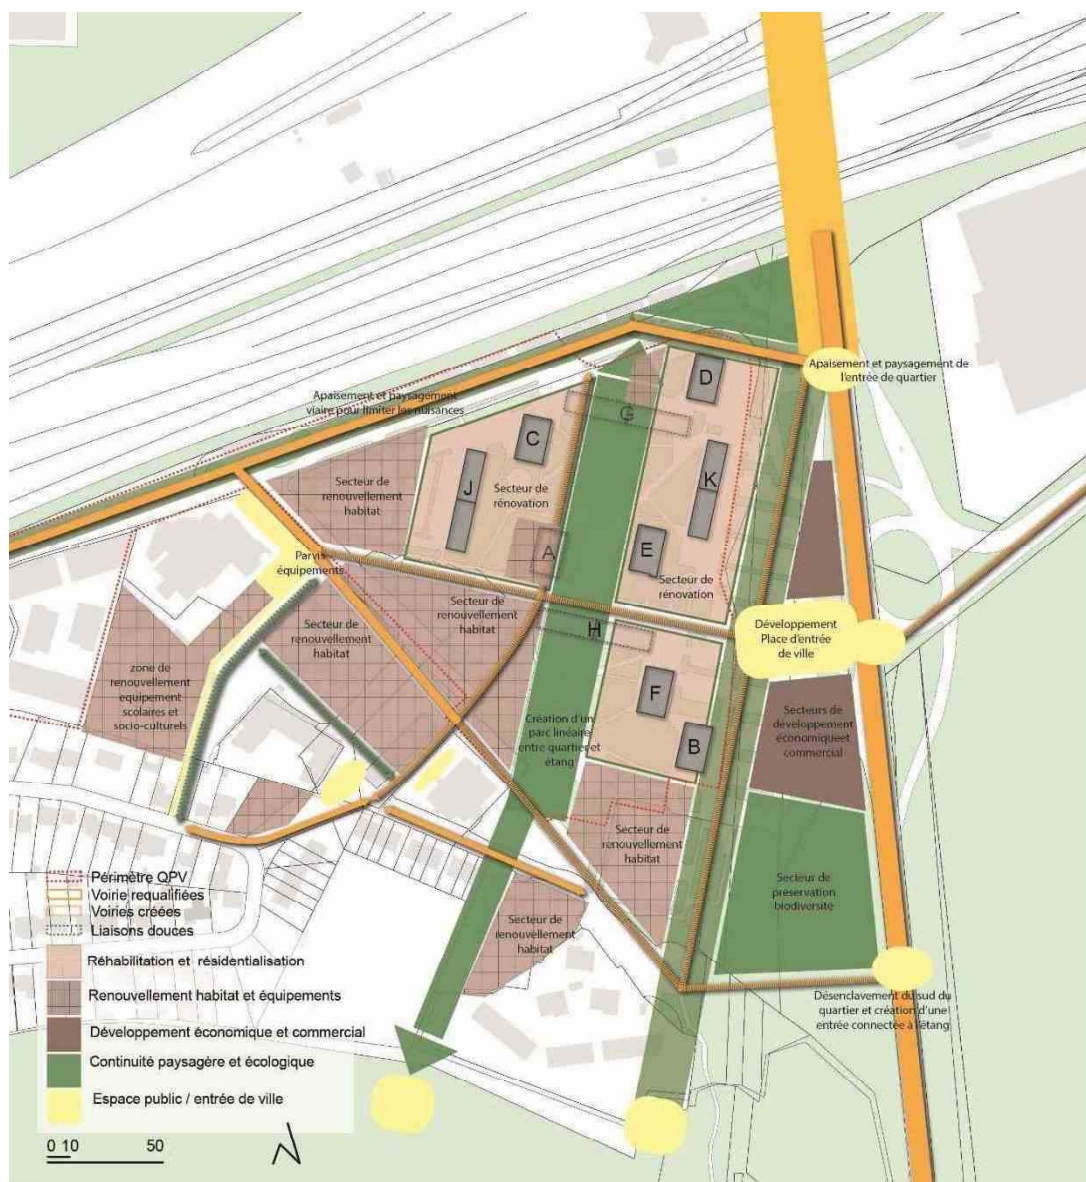 Apaisement et paysagement de
l'entrée de quartier
Apaisement et paysagement
viaire pour limiter les nuisances
D
G
C
K
J
Secteur de
renouvellement
habitat
Secteur de
rénovation
A
E
Secteur de
rénovation
Parvis
équipements
Secteur de
renouvellement
habitat
Secteur de
renouvellement
habitat
H
Développement
Place d'entrée
de ville
zone de
renouvellement
equipement
scolaires et
socio-culturels
F
B
Création d'un
parc linéaire
entre quartier et
étang
Secteurs de
développement
économiqueet
commercial
Secteur de
renouvellement
habitat
Secteur de
preservation
biodiversité
Secteur de
renouvellement
habitat
Désenclavement du sud du
quartier et création d'une
entrée connectée à l'étang
Périmètre QPV
Voirie requalifiées
Voiries créées
Liaisons douces
Réhabilitation et résidentialisation
Renouvellement habitat et équipements
Développement économique et commercial
Continuité paysagère et écologique
Espace public / entrée de ville
0 10 50
N